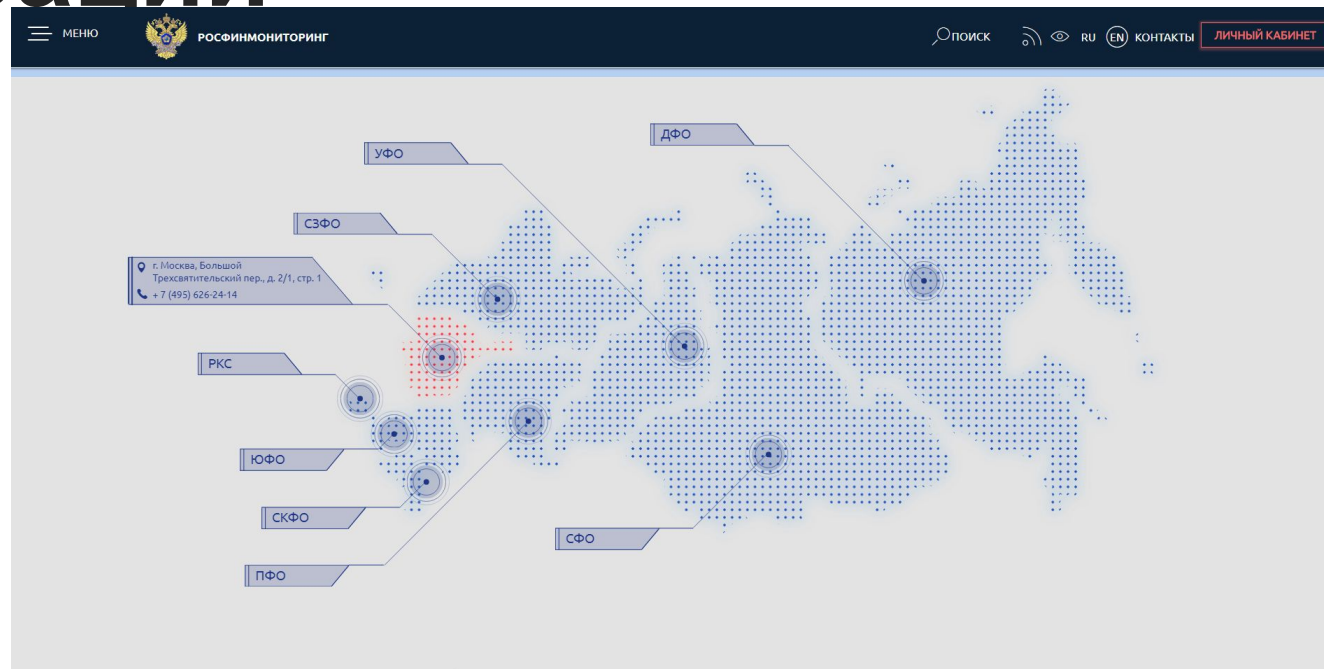 МЕНЮ
РОСФИНМОНИТОРИНГ
ПОИСК
RU
EN
КОНТАКТЫ
ЛИЧНЫЙ КАБИНЕТ
ДФО
УФО
СЗФО
г. Москва, Большой
Трехсвятительский пер., д. 2/1, стр. 1
+ 7 (495) 626-24-14
РКС
ЮФО
СКФО
СФО
ПФО